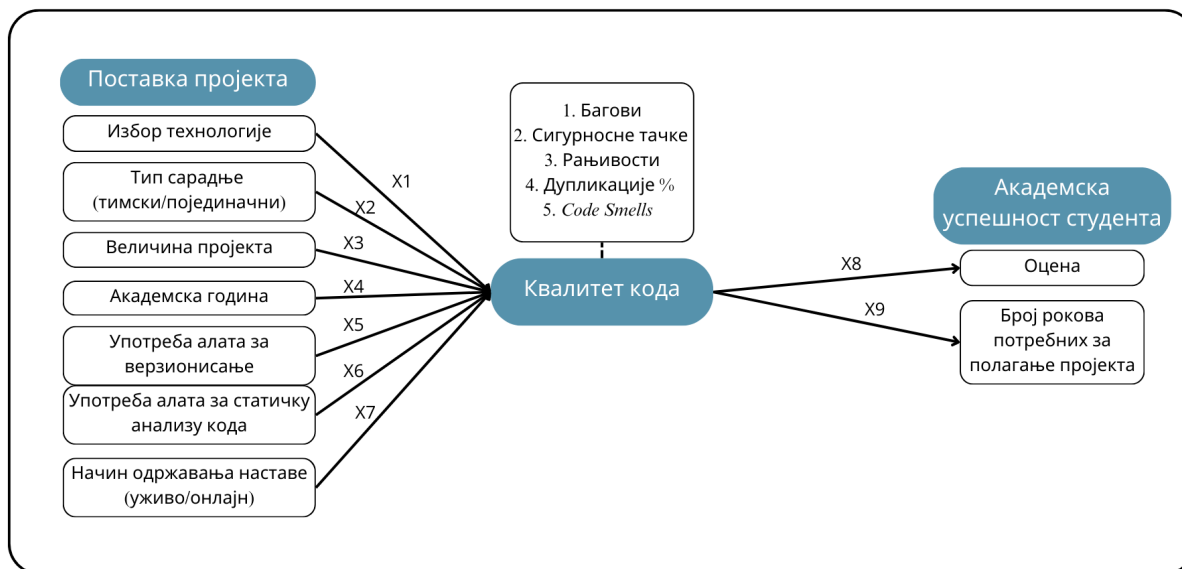 Поставка пројекта
Избор технологије
Тип сарадње
(тимски/појединачни)
Величина пројекта
Академска година
Употреба алата за
верзионисање
Употреба алата за статичку
анализу кода
Начин одржавања наставе
(уживо/онлајн)
X1
X2
X3
X4
X5
X6
X7
1. Багови
2. Сигурносне тачке
3. Рањивости
4. Дупликације %
5. Code Smells
Квалитет кода
X8
X9
Академска
успешност студента
Оцена
Број рокова
потребних за
полагање пројекта